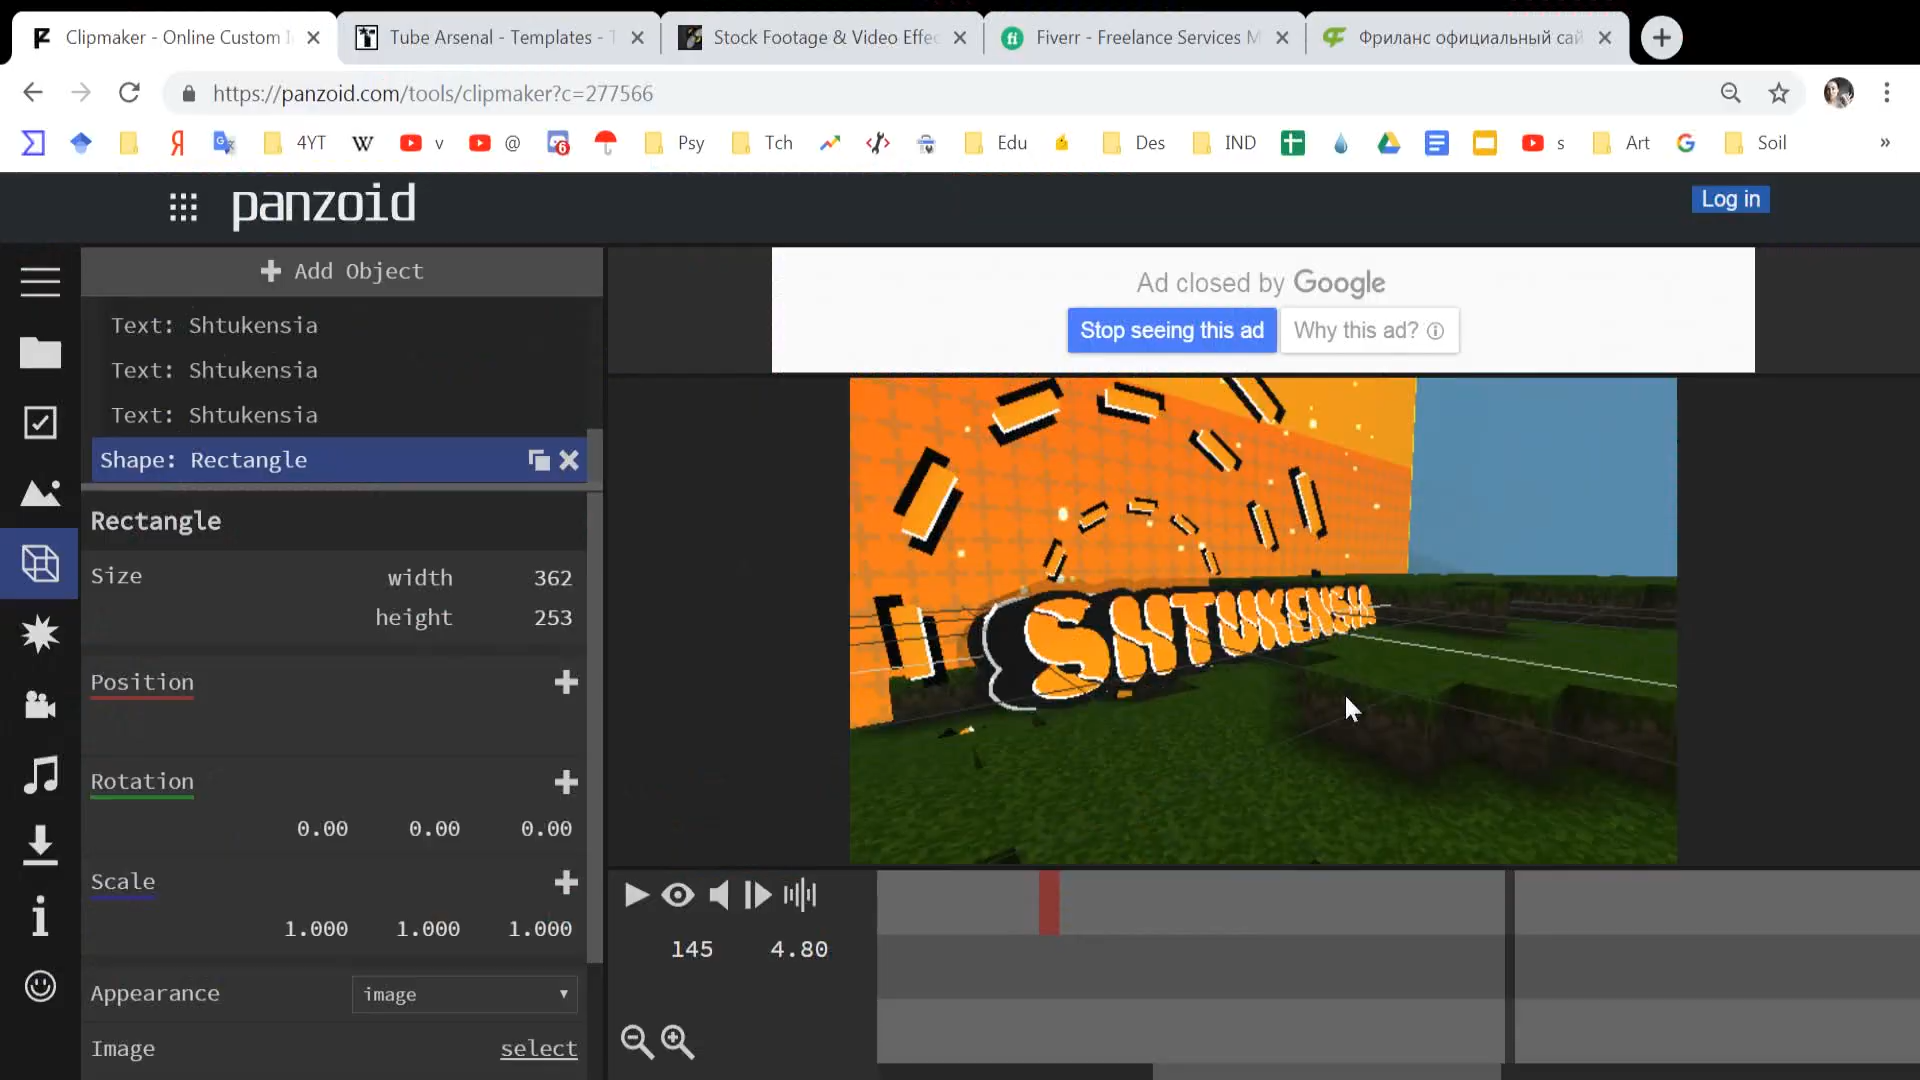 Clipmaker - Online Custom I
Tube Arsenal - Templates - T
Stock Footage & Video Effec
Fiverr - Freelance Services M
Фриланс официальный сай
https://panzoid.com/tools/clipmaker?c=277566
4YT
v
@
6
Psy
Tch
Edu
Des
IND
s
Art
Soil
»
panzoid
Log in
Add Object
Ad closed by Google
Stop seeing this ad
Why this ad?
Text: Shtukensia
Text: Shtukensia
Text: Shtukensia
Shape: Rectangle
Rectangle
Size width 362
height 253
Position
Rotation
0.00 0.00 0.00
Scale
1.000 1.000 1.000
Appearance image
Image select
SHTUKENSIA
145 4.80